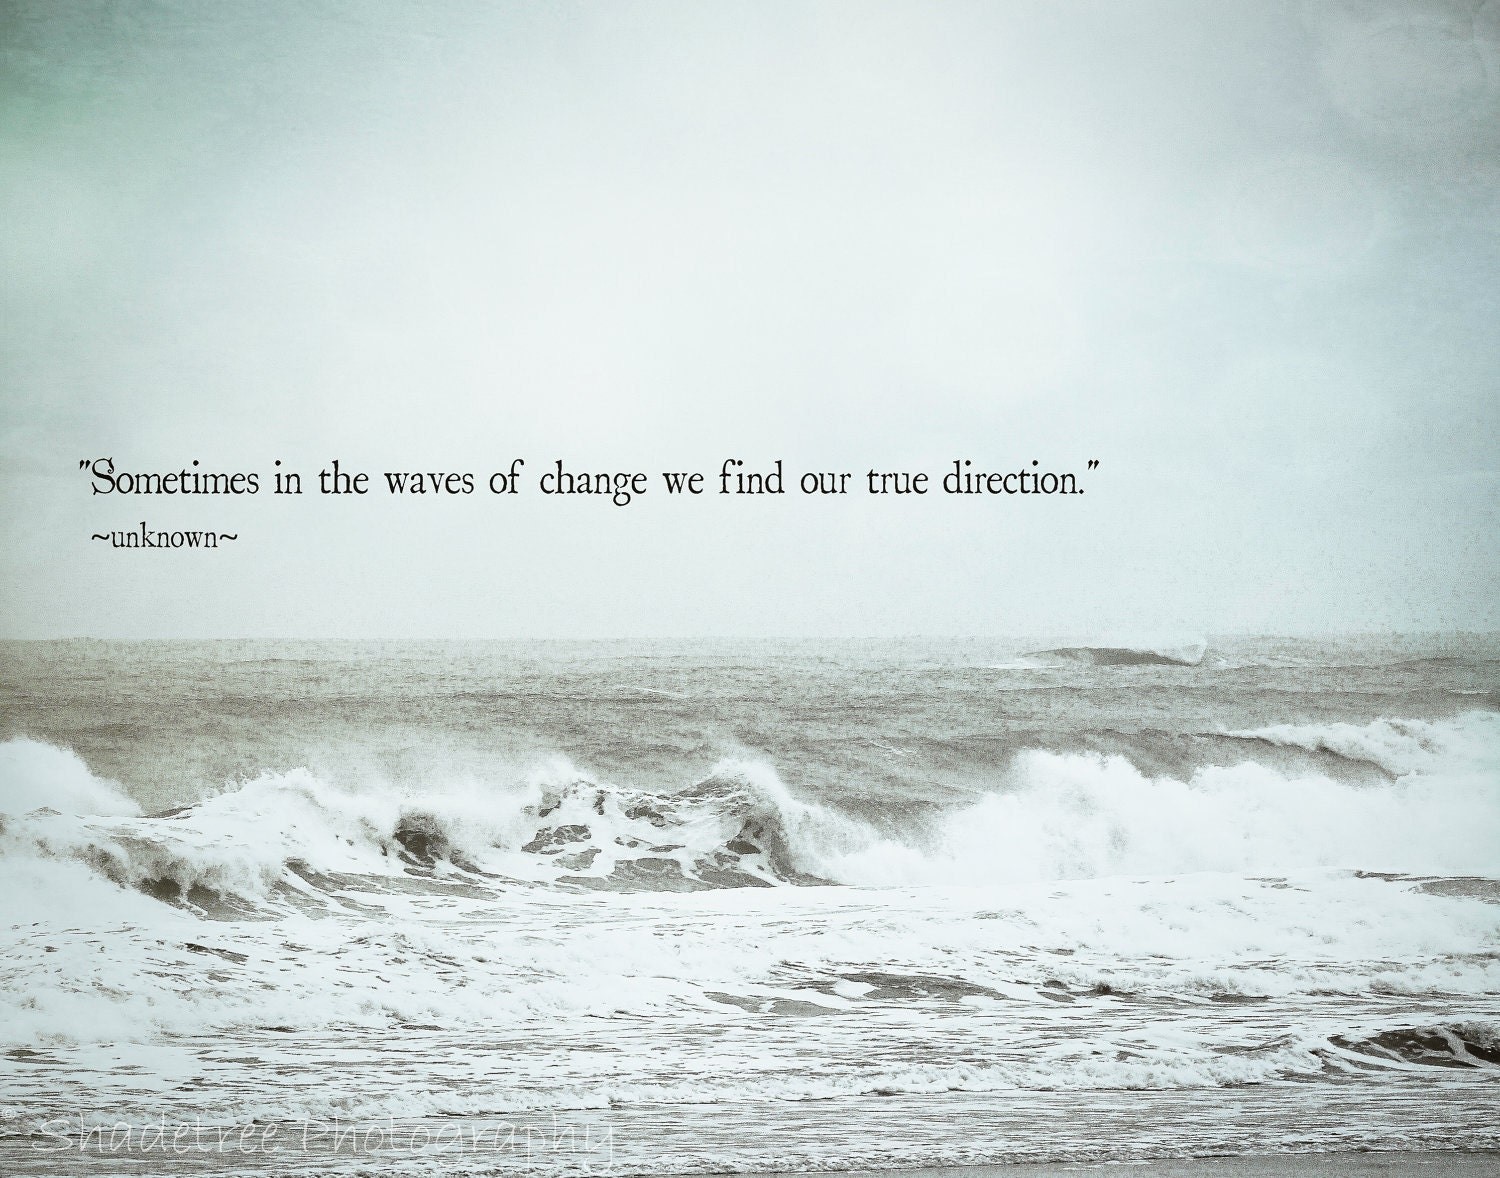 "Sometimes in the waves of change we find our true direction."
~unknown~
Shadetree Photography